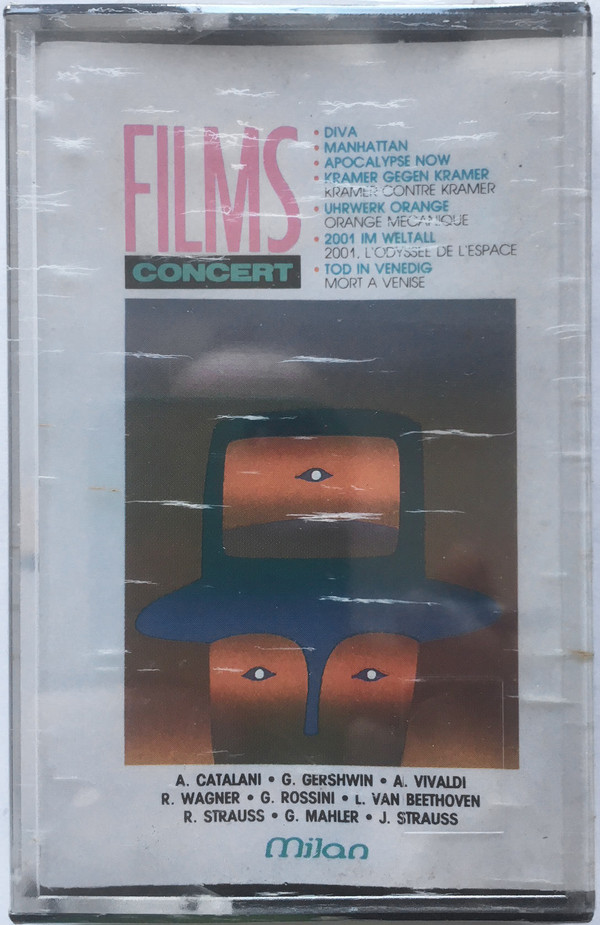 FILMS
CONCERT
• DIVA
• MANHATTAN
• APOCALYPSE NOW
• KRAMER GEGEN KRAMER
KRAMER CONTRE KRAMER
• UHRWERK ORANGE
ORANGE MECANIQUE
• 2001 IM WELTALL
2001, L'ODYSSEE DE L'ESPACE
• TOD IN VENEDIG
MORT A VENISE
A. CATALANI • G. GERSHWIN • A. VIVALDI
R. WAGNER • G. ROSSINI • L. VAN BEETHOVEN
R. STRAUSS • G. MAHLER • J. STRAUSS
Milan